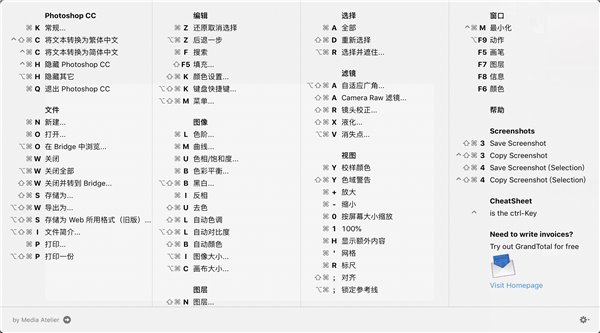 Photoshop CC
⌘ K 常规...
^⇧⌘ C 将文本转换为繁体中文
^⌘ C 将文本转换为简体中文
^⌘ H 隐藏 Photoshop CC
⌥⌘ H 隐藏其它
⌘ Q 退出 Photoshop CC
文件
⌘ N 新建...
⌘ O 打开...
⌥⌘ O 在 Bridge 中浏览...
⌘ W 关闭
⌥⌘ W 关闭全部
⇧⌘ W 关闭并转到 Bridge...
⇧⌘ S 存储为...
⌥⇧⌘ W 导出为...
⌥⇧⌘ S 存储为 Web 所用格式（旧版）...
⌥⇧⌘ I 文件简介...
⌘ P 打印...
⌥⇧⌘ P 打印一份
编辑
⌘ Z 还原取消选择
⌥⌘ Z 后退一步
⌘ F 搜索
⇧ F5 填充...
⇧⌘ K 颜色设置...
⌥⇧⌘ K 键盘快捷键...
⌥⇧⌘ M 菜单...
图像
⌘ L 色阶...
⌘ M 曲线...
⌘ U 色相/饱和度...
⌘ B 色彩平衡...
⌥⇧⌘ B 黑白...
⌘ I 反相
⇧⌘ U 去色
⇧⌘ L 自动色调
⌥⇧⌘ L 自动对比度
⇧⌘ B 自动颜色
⌥⌘ I 图像大小...
⌥⌘ C 画布大小...
图层
⇧⌘ N 图层...
选择
⌘ A 全部
⇧⌘ D 重新选择
⌥⌘ R 选择并遮住...
滤镜
⌥⇧⌘ A 自适应广角...
⇧⌘ A Camera Raw 滤镜...
⇧⌘ R 镜头校正...
⇧⌘ X 液化...
⌥⌘ V 消失点...
视图
⌘ Y 校样颜色
⇧⌘ Y 色域警告
⌘ + 放大
⌘ - 缩小
⌘ 0 按屏幕大小缩放
⌘ 1 100%
⌘ H 显示额外内容
⌘ ' 网格
⌘ R 标尺
⇧⌘ ; 对齐
⌥⌘ ; 锁定参考线
窗口
^⌘ M 最小化
⌥F9 动作
F5 画笔
F7 图层
F8 信息
F6 颜色
帮助
Screenshots
⇧⌘ 3 Save Screenshot
^⇧⌘ 3 Copy Screenshot
⇧⌘ 4 Save Screenshot (Selection)
^⇧⌘ 4 Copy Screenshot (Selection)
CheatSheet
^ is the ctrl-Key
Need to write invoices?
Try out GrandTotal for free
Visit Homepage
by Media Atelier